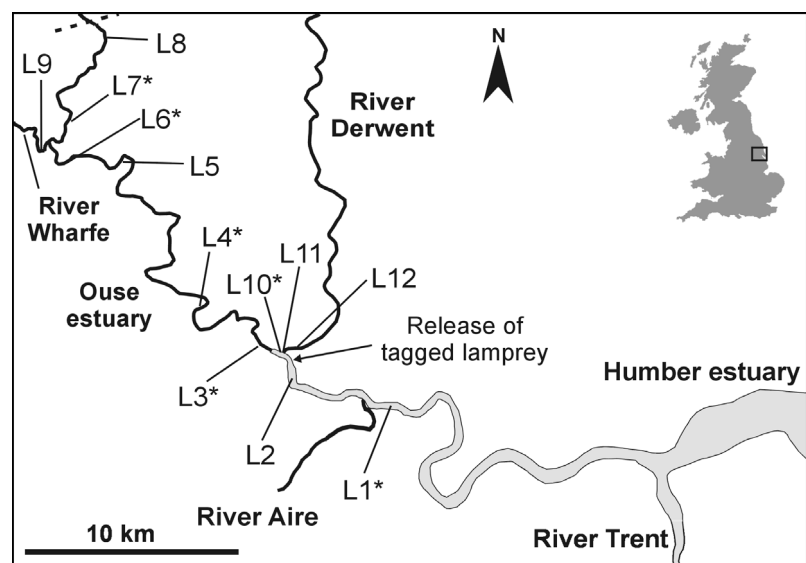 L8
N
L9
L7*
River
Derwent
L6*
L5
River
Wharfe
L4*
L11
L10*
L12
Ouse
estuary
Release of
tagged lamprey
Humber estuary
L3*
L2
L1*
River Aire
10 km
River Trent